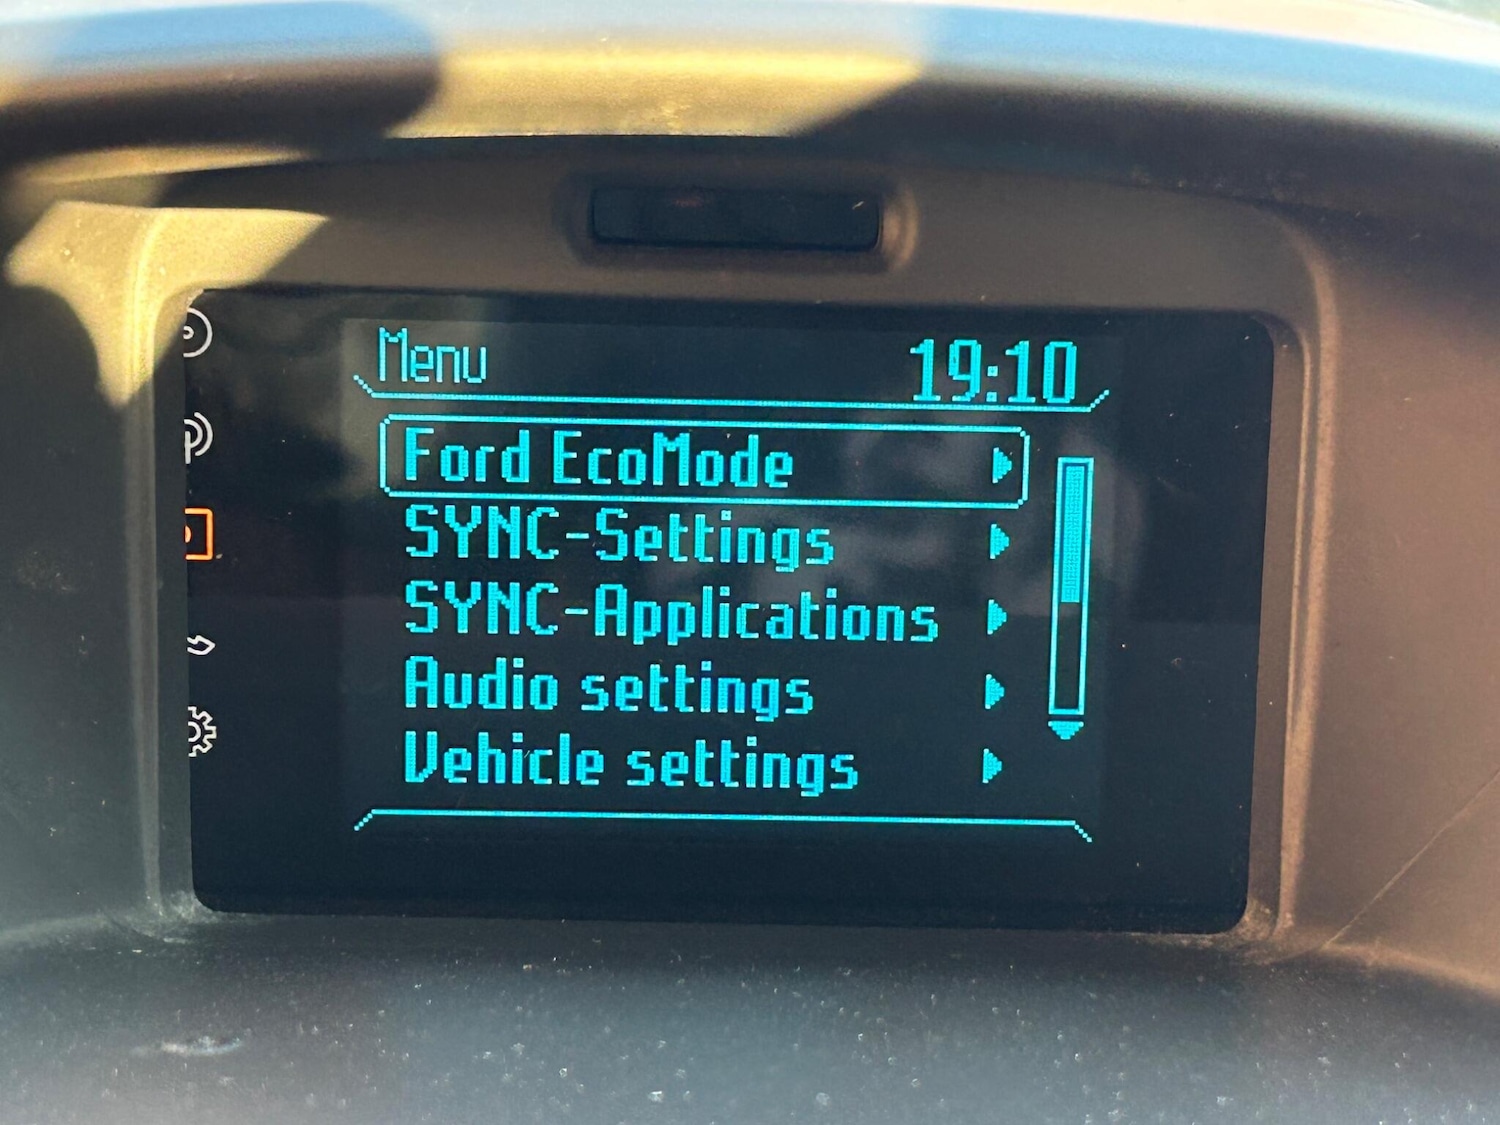 Menu
19:10
Ford EcoMode
SYNC-Settings
SYNC-Applications
Audio settings
Vehicle settings